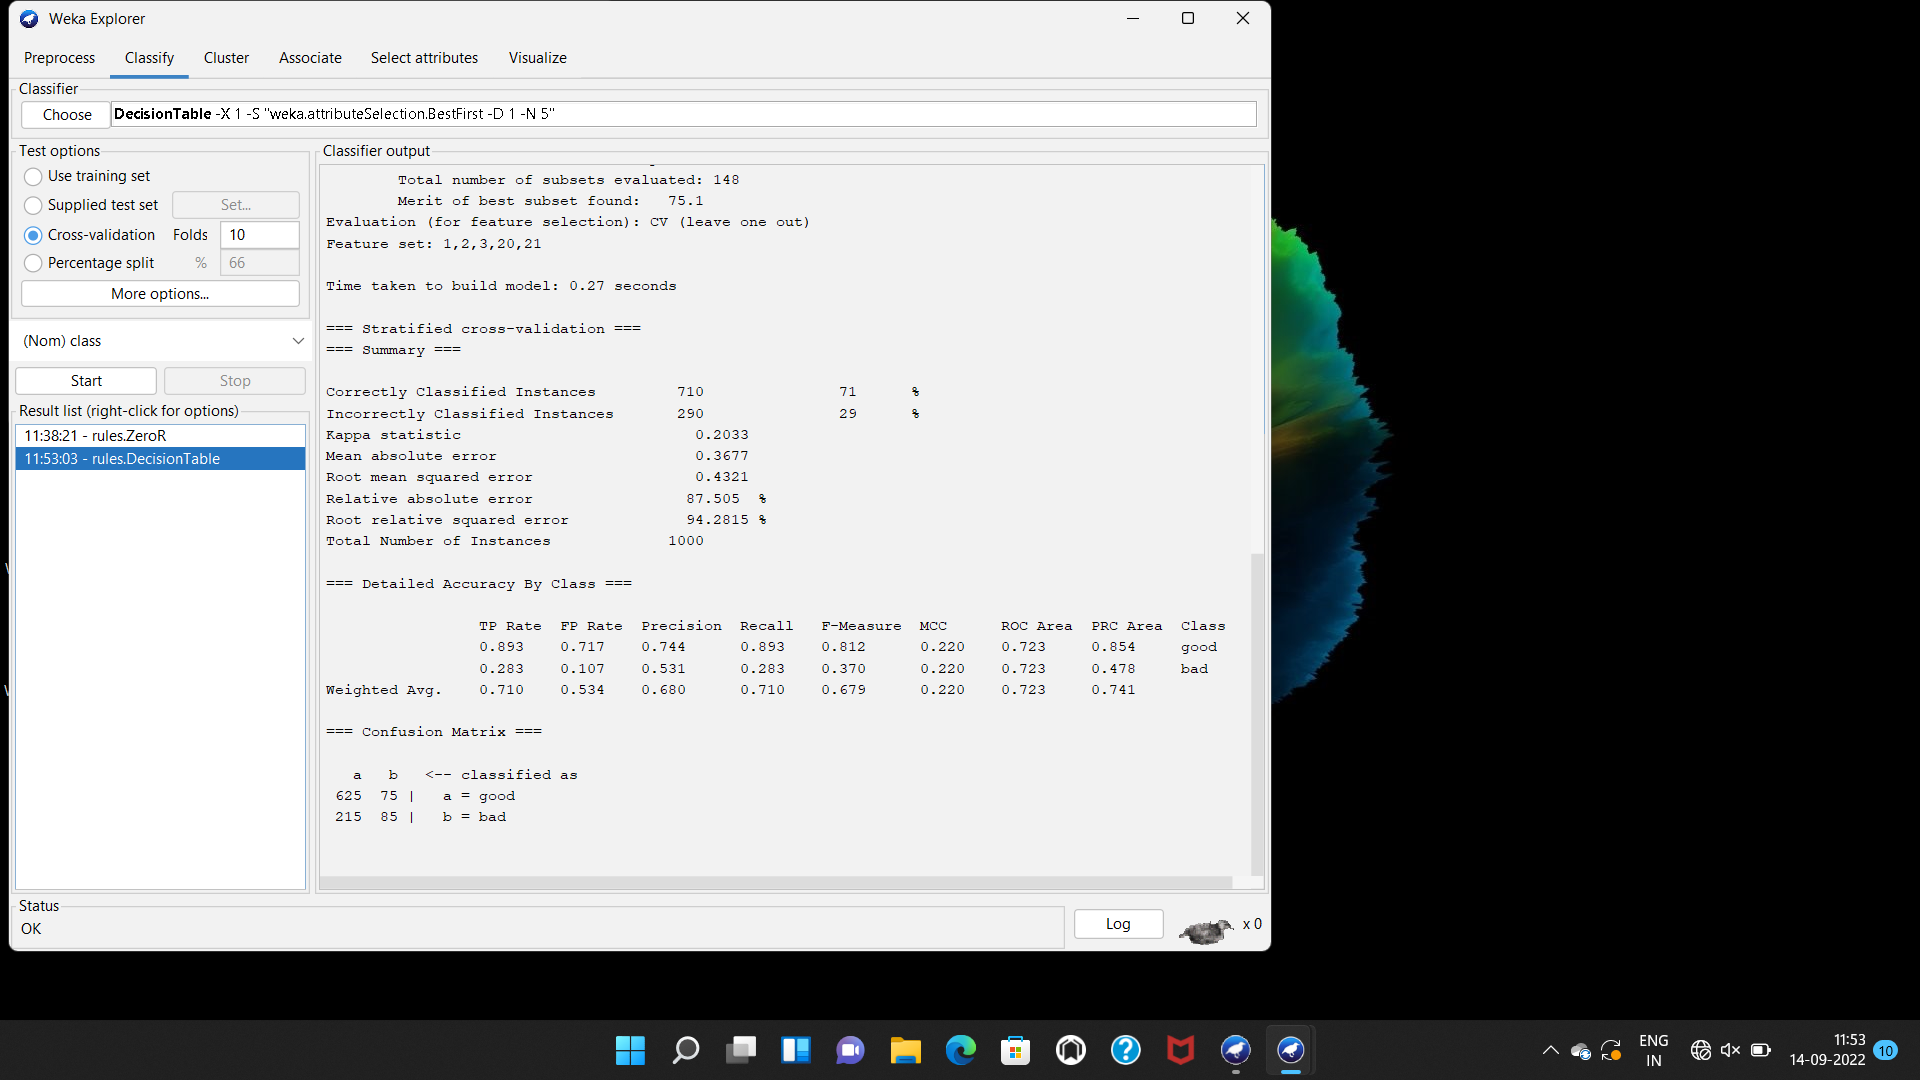 Weka Explorer
Preprocess Classify Cluster Associate Select attributes Visualize
Classifier
Choose DecisionTable -X 1 -S "weka.attributeSelection.BestFirst -D 1 -N 5"
Test options
Use training set
Supplied test set Set...
Cross-validation Folds 10
Percentage split % 66
More options...
(Nom) class
Start Stop
Result list (right-click for options)
11:38:21 - rules.ZeroR
11:53:03 - rules.DecisionTable
Classifier output
Total number of subsets evaluated: 148
Merit of best subset found: 75.1
Evaluation (for feature selection): CV (leave one out)
Feature set: 1,2,3,20,21
Time taken to build model: 0.27 seconds
=== Stratified cross-validation ===
=== Summary ===
Correctly Classified Instances 710 71 %
Incorrectly Classified Instances 290 29 %
Kappa statistic 0.2033
Mean absolute error 0.3677
Root mean squared error 0.4321
Relative absolute error 87.505 %
Root relative squared error 94.2815 %
Total Number of Instances 1000
=== Detailed Accuracy By Class ===
TP Rate FP Rate Precision Recall F-Measure MCC ROC Area PRC Area Class
0.893 0.717 0.744 0.893 0.812 0.220 0.723 0.854 good
0.283 0.107 0.531 0.283 0.370 0.220 0.723 0.478 bad
Weighted Avg. 0.710 0.534 0.680 0.710 0.679 0.220 0.723 0.741
=== Confusion Matrix ===
a b <-- classified as
625 75 | a = good
215 85 | b = bad
Status
OK
Log
x 0
ENG
IN
11:53
14-09-2022
10